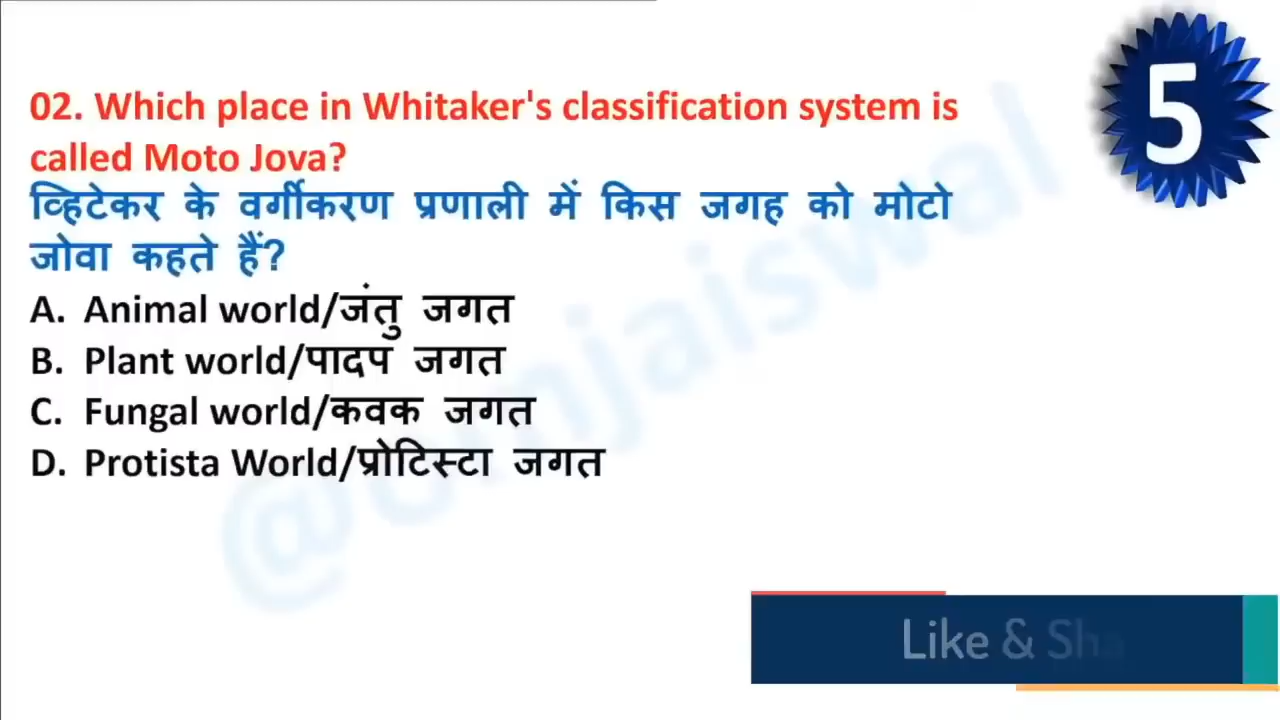 5
02. Which place in Whitaker's classification system is
called Moto Jova?
व्हिटेकर के वर्गीकरण प्रणाली में किस जगह को मोटो
जोवा कहते हैं?
A. Animal world/जंतु जगत
B. Plant world/पादप जगत
C. Fungal world/कवक जगत
D. Protista World/प्रोटिस्टा जगत
@omjaiswal
Like & Sha